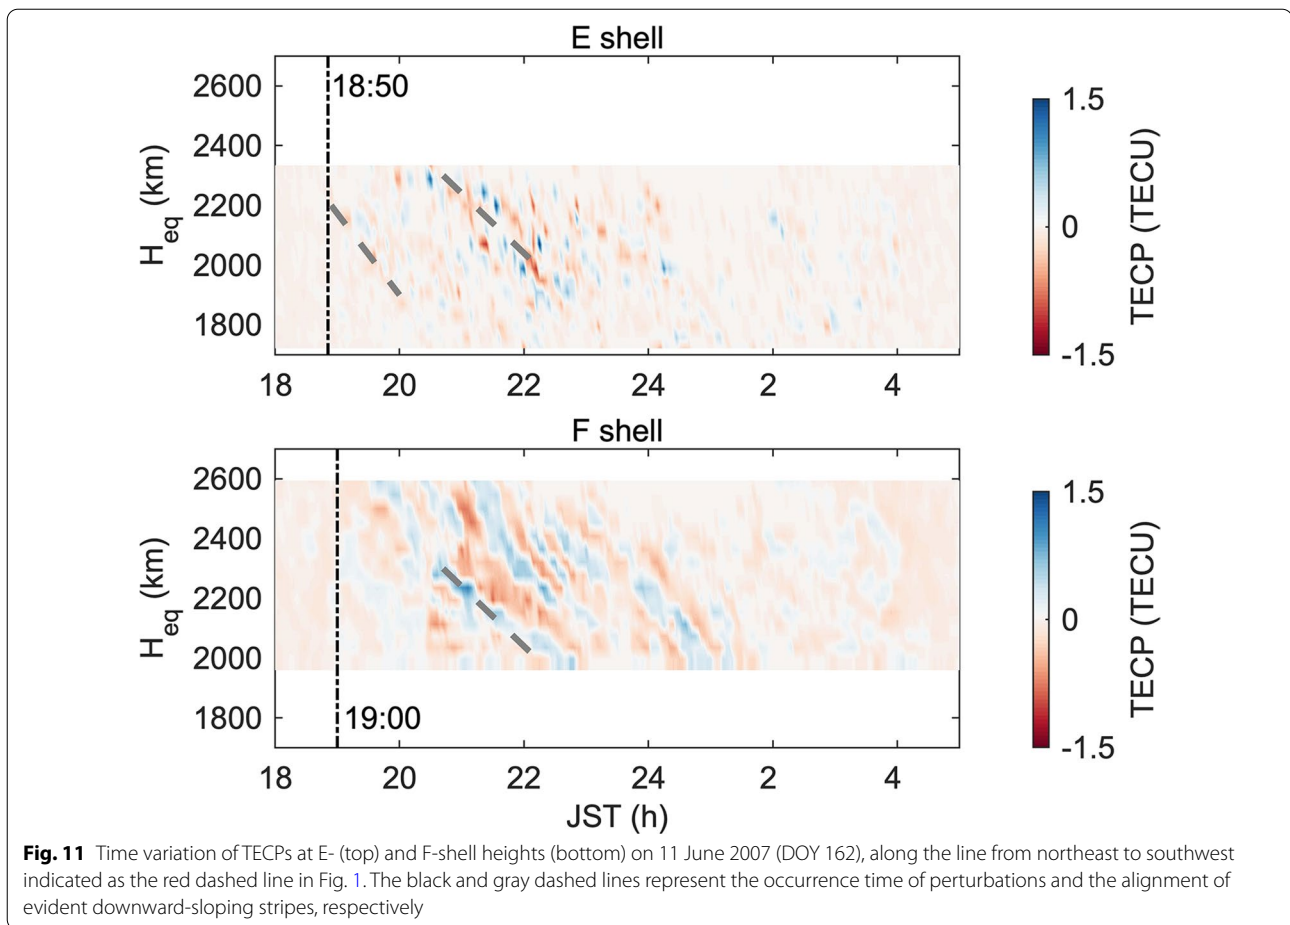 E shell
18:50
2600
2400
2200
2000
1800
H_eq (km)
18 20 22 24 2 4
1.5
0
-1.5
TECP (TECU)
F shell
19:00
2600
2400
2200
2000
1800
H_eq (km)
18 20 22 24 2 4
JST (h)
1.5
0
-1.5
TECP (TECU)
Fig. 11 Time variation of TECPs at E- (top) and F-shell heights (bottom) on 11 June 2007 (DOY 162), along the line from northeast to southwest
indicated as the red dashed line in Fig. 1. The black and gray dashed lines represent the occurrence time of perturbations and the alignment of
evident downward-sloping stripes, respectively